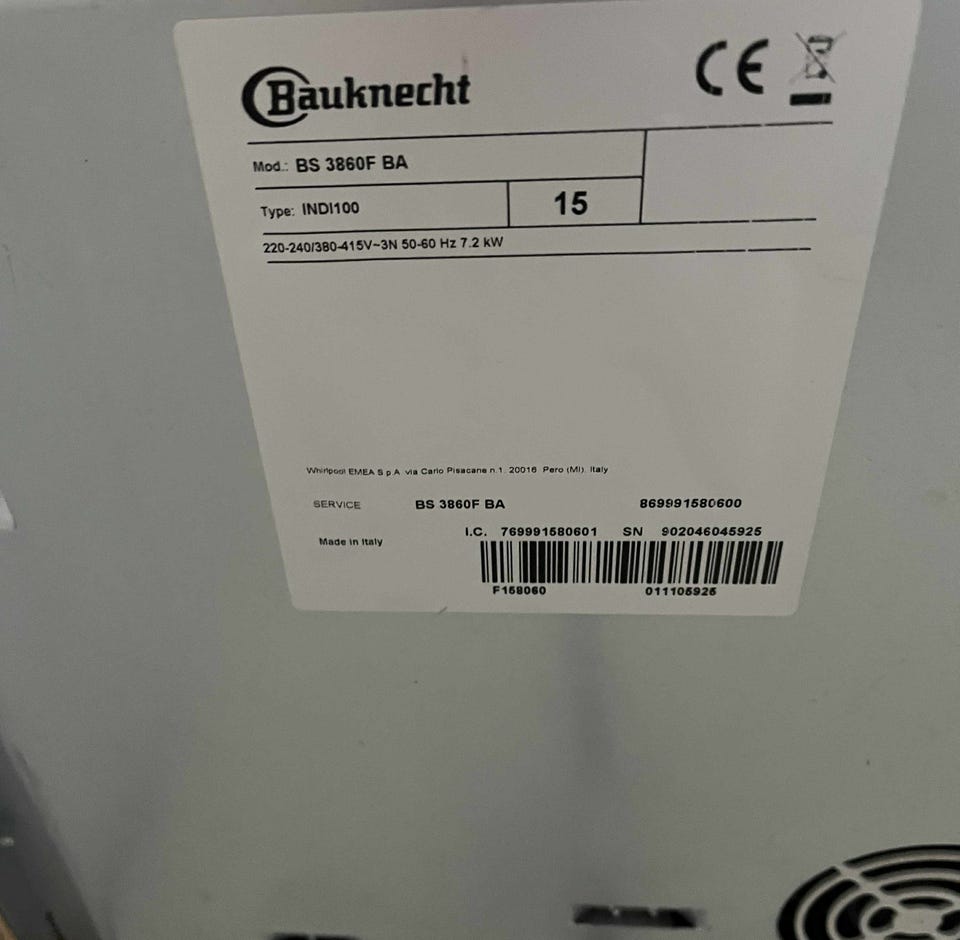 Bauknecht
CE
Mod.: BS 3860F BA
Type: INDI100
15
220-240/380-415V~3N 50-60 Hz 7.2 kW
Whirlpool EMEA S.p.A. via Carlo Pisacane n.1, 20016 Pero (MI), Italy
SERVICE BS 3860F BA 869991580600
I.C. 769991580601 SN 902046045925
Made in Italy
F158060 011105925